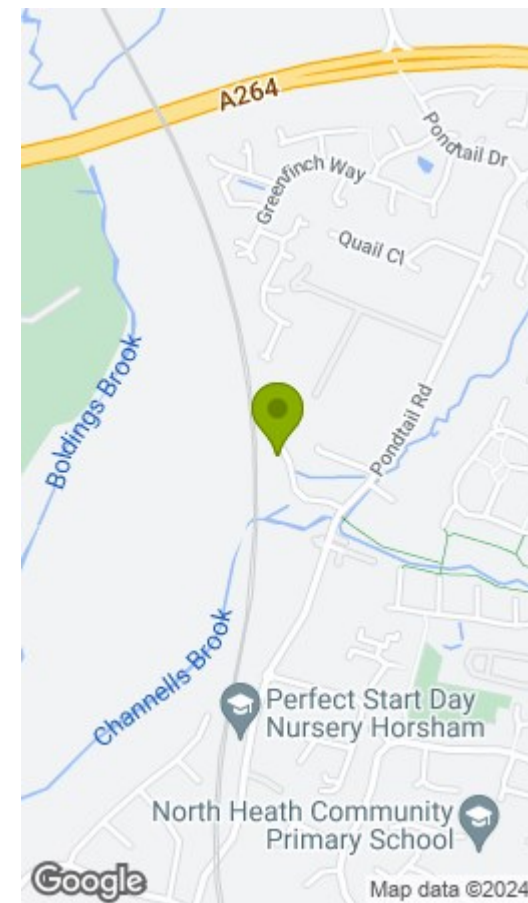 A264
Pondtail Dr
Greenfinch Way
Quail Cl
Boldings Brook
Pondtail Rd
Channells Brook
Perfect Start Day
Nursery Horsham
North Heath Community
Primary School
Google
Map data ©2024